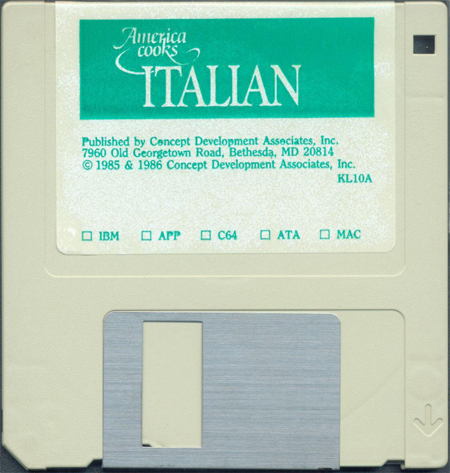 America
cooks
ITALIAN
Published by Concept Development Associates, Inc.
7960 Old Georgetown Road, Bethesda, MD 20814
© 1985 & 1986 Concept Development Associates, Inc.
KL10A
☐ IBM ☐ APP ☐ C64 ☐ ATA ☐ MAC